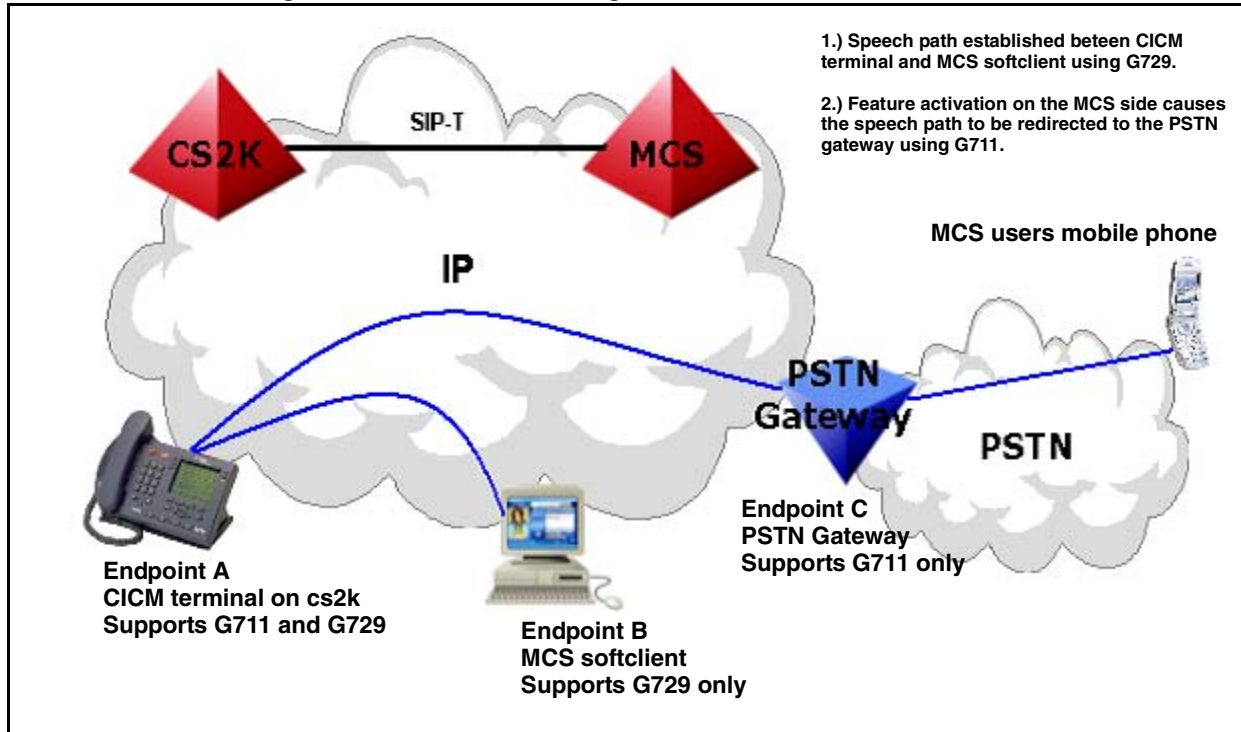 1.) Speech path established beteen CICM
terminal and MCS softclient using G729.
2.) Feature activation on the MCS side causes
the speech path to be redirected to the PSTN
gateway using G711.
SIP-T
CS2K
MCS
MCS users mobile phone
IP
PSTN
Gateway
PSTN
Endpoint A
CICM terminal on cs2k
Supports G711 and G729
Endpoint B
MCS softclient
Supports G729 only
Endpoint C
PSTN Gateway
Supports G711 only